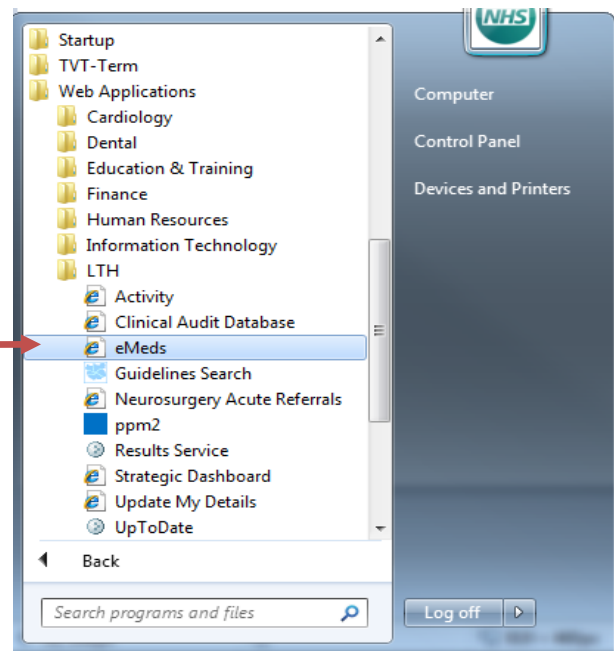 NHS
Startup
TVT-Term
Web Applications
Cardiology
Dental
Education & Training
Finance
Human Resources
Information Technology
LTH
Activity
Clinical Audit Database
eMeds
Guidelines Search
Neurosurgery Acute Referrals
ppm2
Results Service
Strategic Dashboard
Update My Details
UpToDate
Back
Search programs and files
Computer
Control Panel
Devices and Printers
Log off